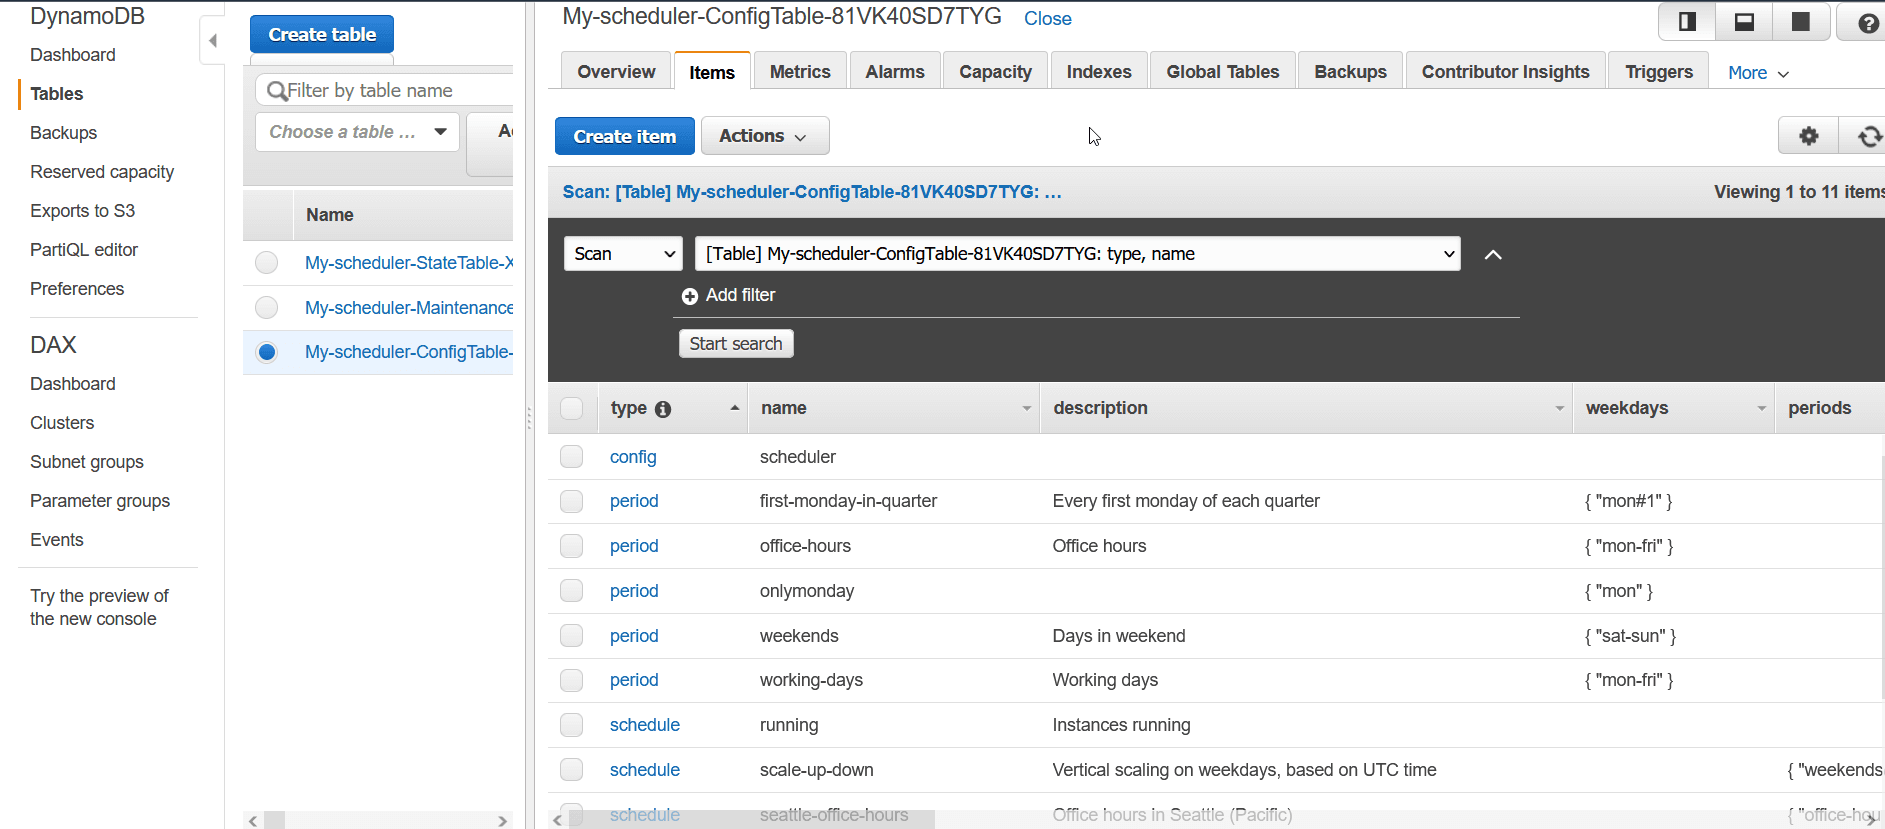 DynamoDB
Dashboard
Tables
Backups
Reserved capacity
Exports to S3
PartiQL editor
Preferences
DAX
Dashboard
Clusters
Subnet groups
Parameter groups
Events
Try the preview of
the new console
Create table
Filter by table name
Choose a table ...
Name
My-scheduler-StateTable-X
My-scheduler-Maintenance
My-scheduler-ConfigTable-
My-scheduler-ConfigTable-81VK40SD7TYG Close
Overview Items Metrics Alarms Capacity Indexes Global Tables Backups Contributor Insights Triggers More
Create item Actions
Scan: [Table] My-scheduler-ConfigTable-81VK40SD7TYG: ... Viewing 1 to 11 items
Scan [Table] My-scheduler-ConfigTable-81VK40SD7TYG: type, name
Add filter
Start search
type name description weekdays periods
config scheduler
period first-monday-in-quarter Every first monday of each quarter { "mon#1" }
period office-hours Office hours { "mon-fri" }
period onlymonday { "mon" }
period weekends Days in weekend { "sat-sun" }
period working-days Working days { "mon-fri" }
schedule running Instances running
schedule scale-up-down Vertical scaling on weekdays, based on UTC time { "weekends
schedule seattle-office-hours Office hours in Seattle (Pacific) { "office-hou